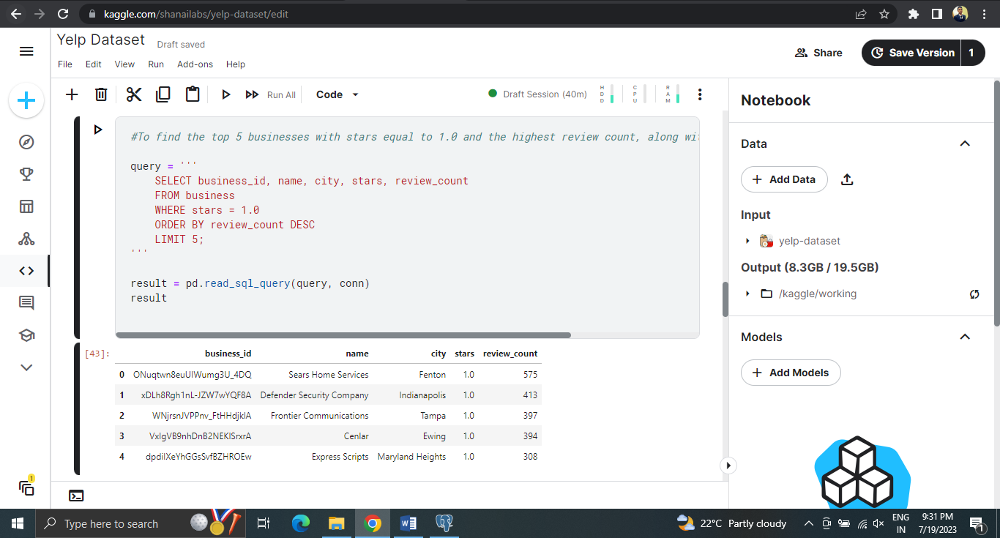 kaggle.com/shanailabs/yelp-dataset/edit
Yelp Dataset Draft saved
File Edit View Run Add-ons Help
Share
Save Version 1
Run All Code
Draft Session (40m) HDD CPU RAM
#To find the top 5 businesses with stars equal to 1.0 and the highest review count, along wi
query = '''
SELECT business_id, name, city, stars, review_count
FROM business
WHERE stars = 1.0
ORDER BY review_count DESC
LIMIT 5;
'''
result = pd.read_sql_query(query, conn)
result
[43]: business_id name city stars review_count
0 ONuqtwn8euUIWumg3U_4DQ Sears Home Services Fenton 1.0 575
1 xDLh8Rgh1nL-JZW7wYQF8A Defender Security Company Indianapolis 1.0 413
2 WNjrsnJVPPnv_FtHHdjkIA Frontier Communications Tampa 1.0 397
3 VxIgVB9nhDnB2NEKISrxrA Cenlar Ewing 1.0 394
4 dpdilXeYhGGsSvfBZHROEw Express Scripts Maryland Heights 1.0 308
Notebook
Data
+ Add Data
Input
yelp-dataset
Output (8.3GB / 19.5GB)
/kaggle/working
Models
+ Add Models
1
Type here to search
22°C Partly cloudy
ENG
IN
9:31 PM
7/19/2023
1